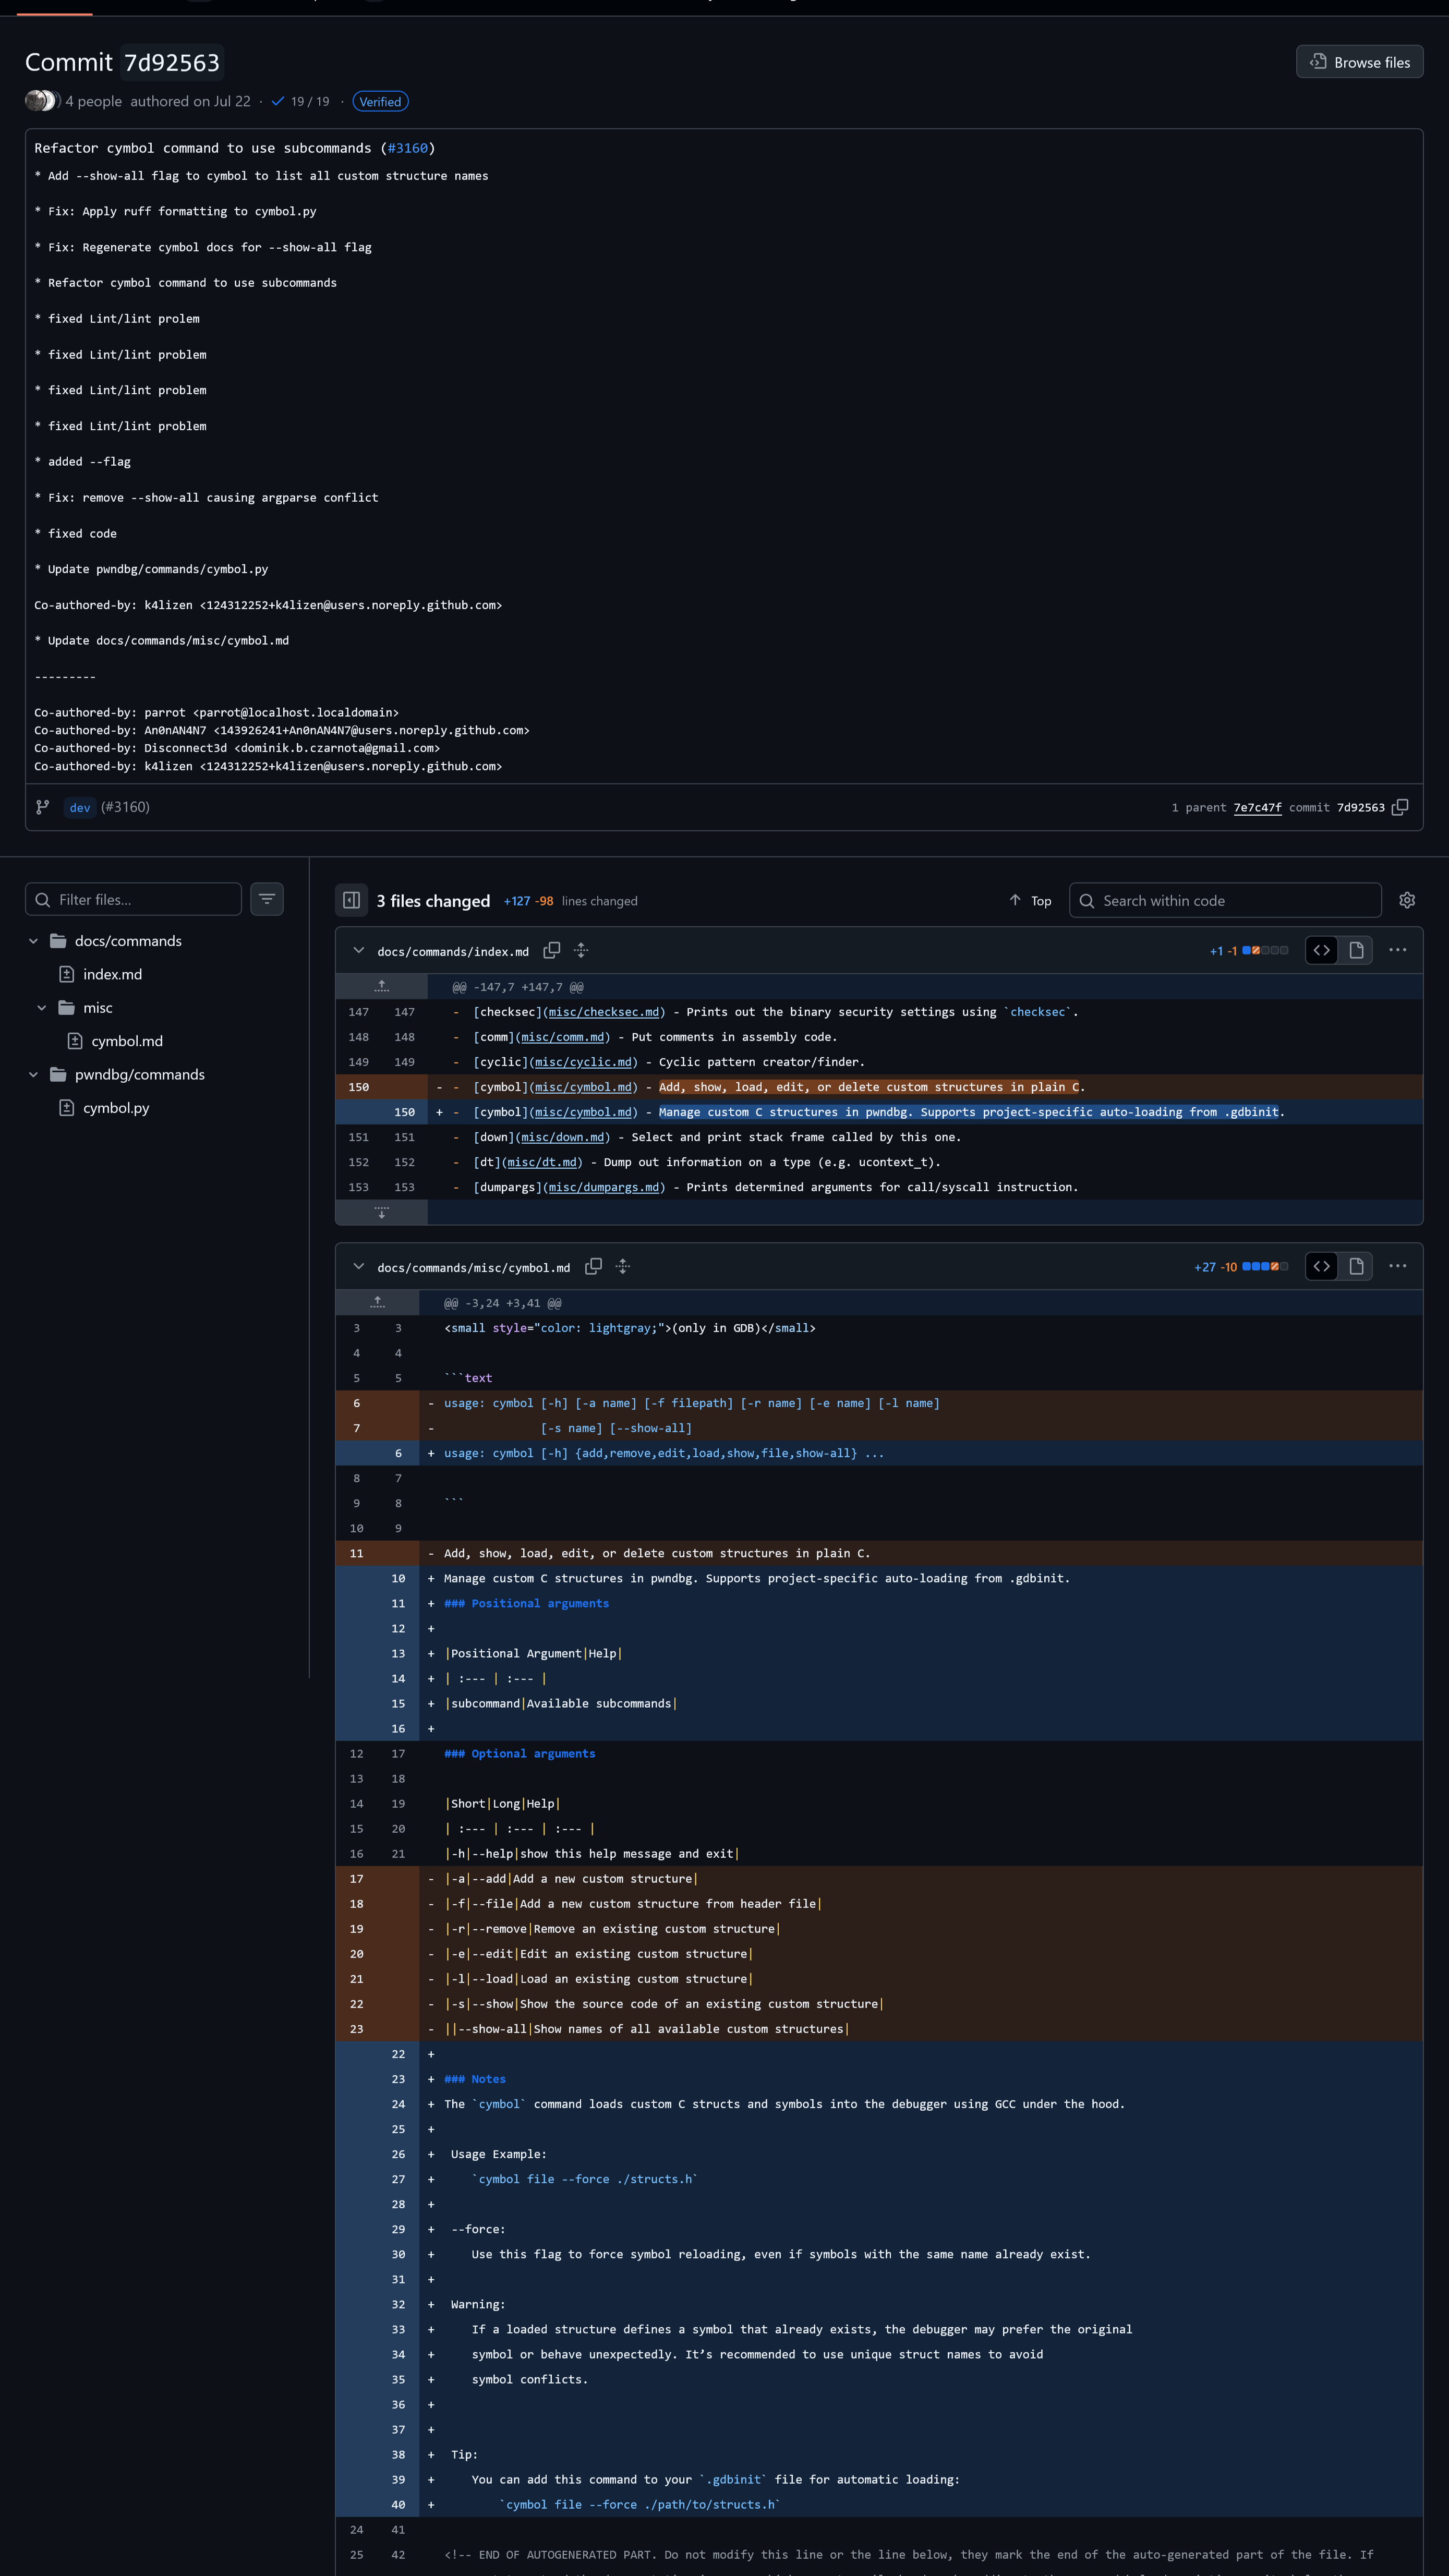 Commit 7d92563
Browse files
4 people authored on Jul 22 · 19 / 19 · Verified
Refactor cymbol command to use subcommands (#3160)
* Add --show-all flag to cymbol to list all custom structure names
* Fix: Apply ruff formatting to cymbol.py
* Fix: Regenerate cymbol docs for --show-all flag
* Refactor cymbol command to use subcommands
* fixed Lint/lint prolem
* fixed Lint/lint problem
* fixed Lint/lint problem
* fixed Lint/lint problem
* added --flag
* Fix: remove --show-all causing argparse conflict
* fixed code
* Update pwndbg/commands/cymbol.py
Co-authored-by: k4lizen <124312252+k4lizen@users.noreply.github.com>
* Update docs/commands/misc/cymbol.md
---------
Co-authored-by: parrot <parrot@localhost.localdomain>
Co-authored-by: An0nAN4N7 <143926241+An0nAN4N7@users.noreply.github.com>
Co-authored-by: Disconnect3d <dominik.b.czarnota@gmail.com>
Co-authored-by: k4lizen <124312252+k4lizen@users.noreply.github.com>
dev (#3160)
1 parent 7e7c47f commit 7d92563
Filter files...
docs/commands
index.md
misc
cymbol.md
pwndbg/commands
cymbol.py
3 files changed +127 -98 lines changed
Top
Search within code
docs/commands/index.md
+1 -1
@@ -147,7 +147,7 @@
147 147 - [checksec](misc/checksec.md) - Prints out the binary security settings using `checksec`.
148 148 - [comm](misc/comm.md) - Put comments in assembly code.
149 149 - [cyclic](misc/cyclic.md) - Cyclic pattern creator/finder.
150 - - [cymbol](misc/cymbol.md) - Add, show, load, edit, or delete custom structures in plain C.
150 + - [cymbol](misc/cymbol.md) - Manage custom C structures in pwndbg. Supports project-specific auto-loading from .gdbinit.
151 151 - [down](misc/down.md) - Select and print stack frame called by this one.
152 152 - [dt](misc/dt.md) - Dump out information on a type (e.g. ucontext_t).
153 153 - [dumpargs](misc/dumpargs.md) - Prints determined arguments for call/syscall instruction.
docs/commands/misc/cymbol.md
+27 -10
@@ -3,24 +3,41 @@
3 3 <small style="color: lightgray;">(only in GDB)</small>
4 4
5 5 ```text
6 - usage: cymbol [-h] [-a name] [-f filepath] [-r name] [-e name] [-l name]
7 - [-s name] [--show-all]
6 + usage: cymbol [-h] {add,remove,edit,load,show,file,show-all} ...
8 7
9 8 ```
10 9
11 - Add, show, load, edit, or delete custom structures in plain C.
10 + Manage custom C structures in pwndbg. Supports project-specific auto-loading from .gdbinit.
11 + ### Positional arguments
12 +
13 + |Positional Argument|Help|
14 + | :--- | :--- |
15 + |subcommand|Available subcommands|
16 +
12 17 ### Optional arguments
13 18
14 19 |Short|Long|Help|
15 20 | :--- | :--- | :--- |
16 21 |-h|--help|show this help message and exit|
17 - |-a|--add|Add a new custom structure|
18 - |-f|--file|Add a new custom structure from header file|
19 - |-r|--remove|Remove an existing custom structure|
20 - |-e|--edit|Edit an existing custom structure|
21 - |-l|--load|Load an existing custom structure|
22 - |-s|--show|Show the source code of an existing custom structure|
23 - ||--show-all|Show names of all available custom structures|
22 +
23 + ### Notes
24 + The `cymbol` command loads custom C structs and symbols into the debugger using GCC under the hood.
25 +
26 + Usage Example:
27 + `cymbol file --force ./structs.h`
28 +
29 + --force:
30 + Use this flag to force symbol reloading, even if symbols with the same name already exist.
31 +
32 + Warning:
33 + If a loaded structure defines a symbol that already exists, the debugger may prefer the original
34 + symbol or behave unexpectedly. It’s recommended to use unique struct names to avoid
35 + symbol conflicts.
36 +
37 +
38 + Tip:
39 + You can add this command to your `.gdbinit` file for automatic loading:
40 + `cymbol file --force ./path/to/structs.h`
24 41
25 42 <!-- END OF AUTOGENERATED PART. Do not modify this line or the line below, they mark the end of the auto-generated part of the file. If